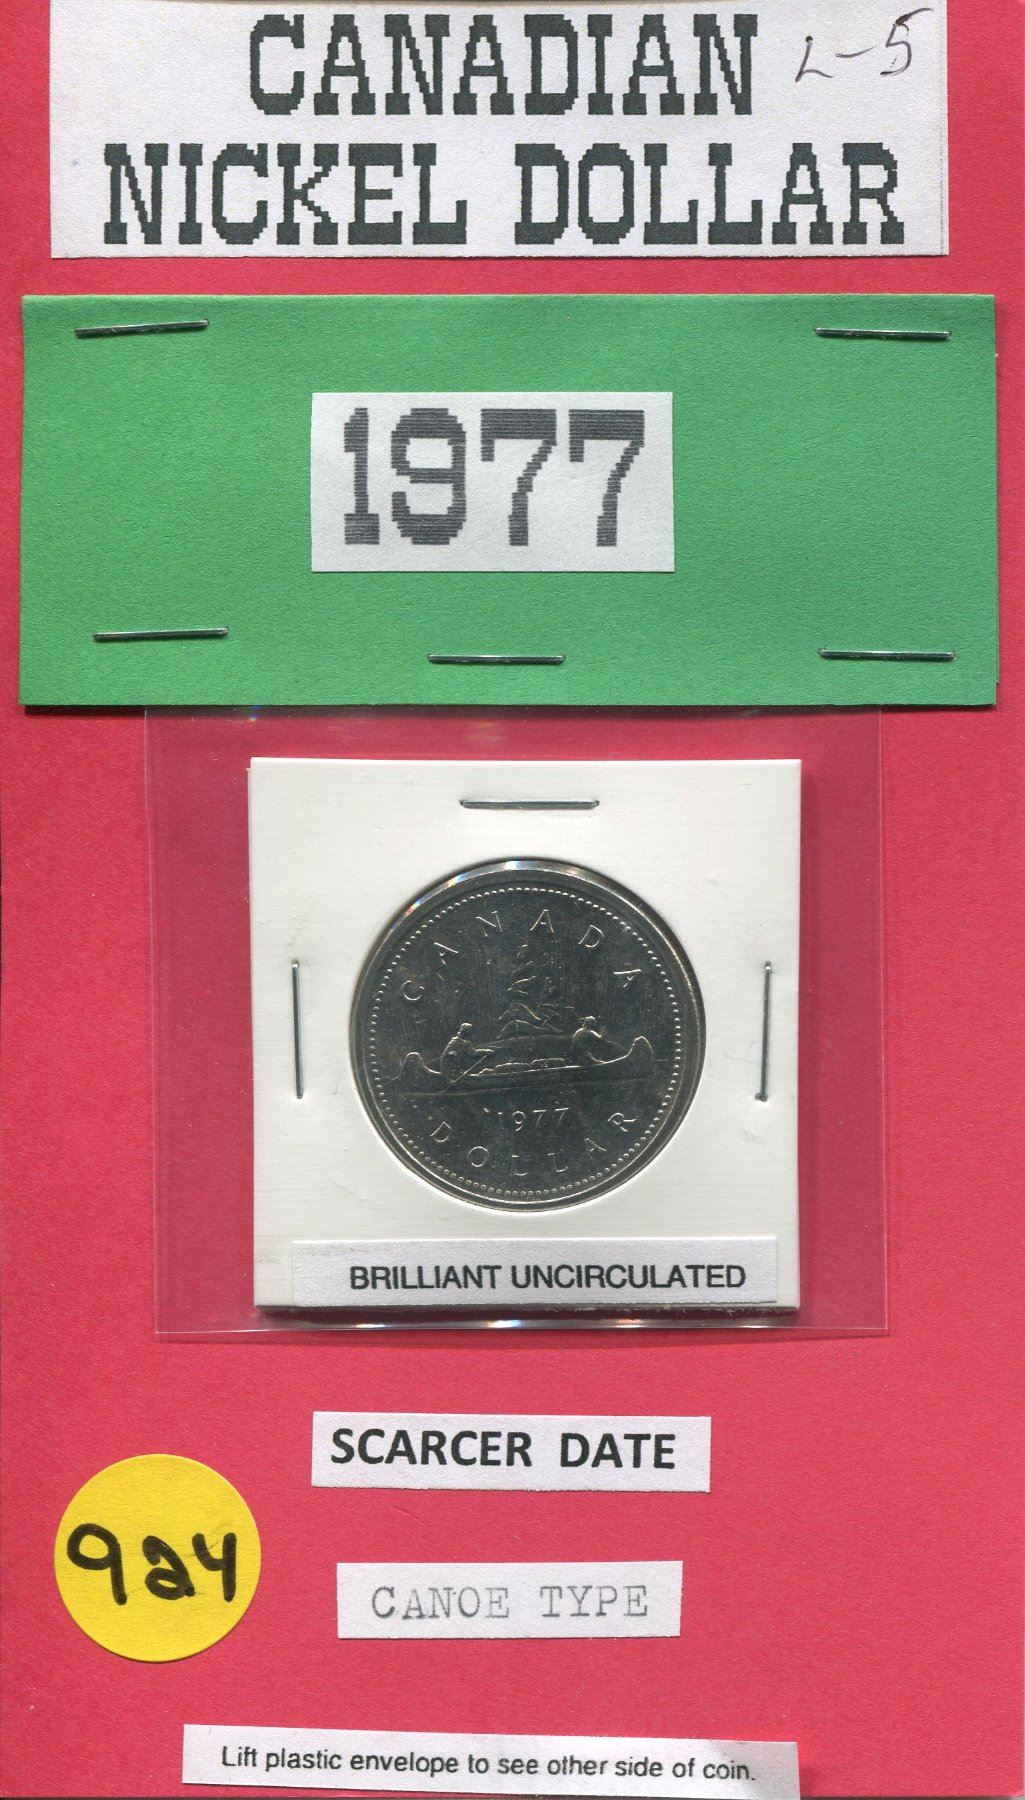 CANADIAN L-5
NICKEL DOLLAR
1977
CANADA
1977
DOLLAR
BRILLIANT UNCIRCULATED
SCARCER DATE
924
CANOE TYPE
Lift plastic envelope to see other side of coin.